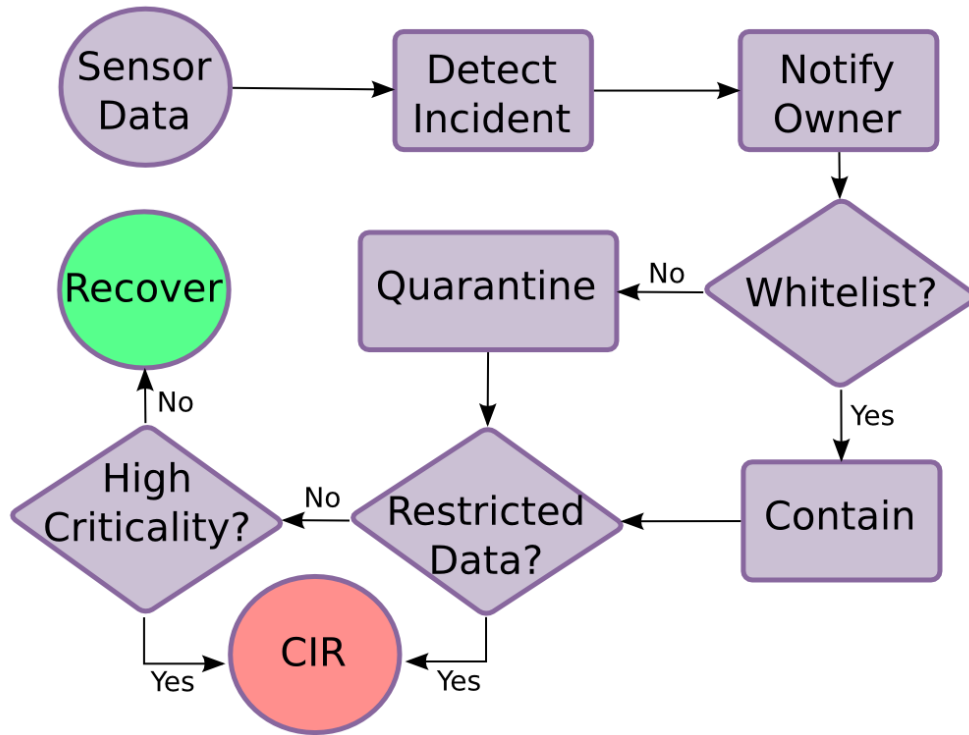 Sensor
Data
Detect
Incident
Notify
Owner
Recover
Quarantine
No
Whitelist?
No
Yes
High
Criticality?
No
Restricted
Data?
Contain
CIR
Yes
Yes